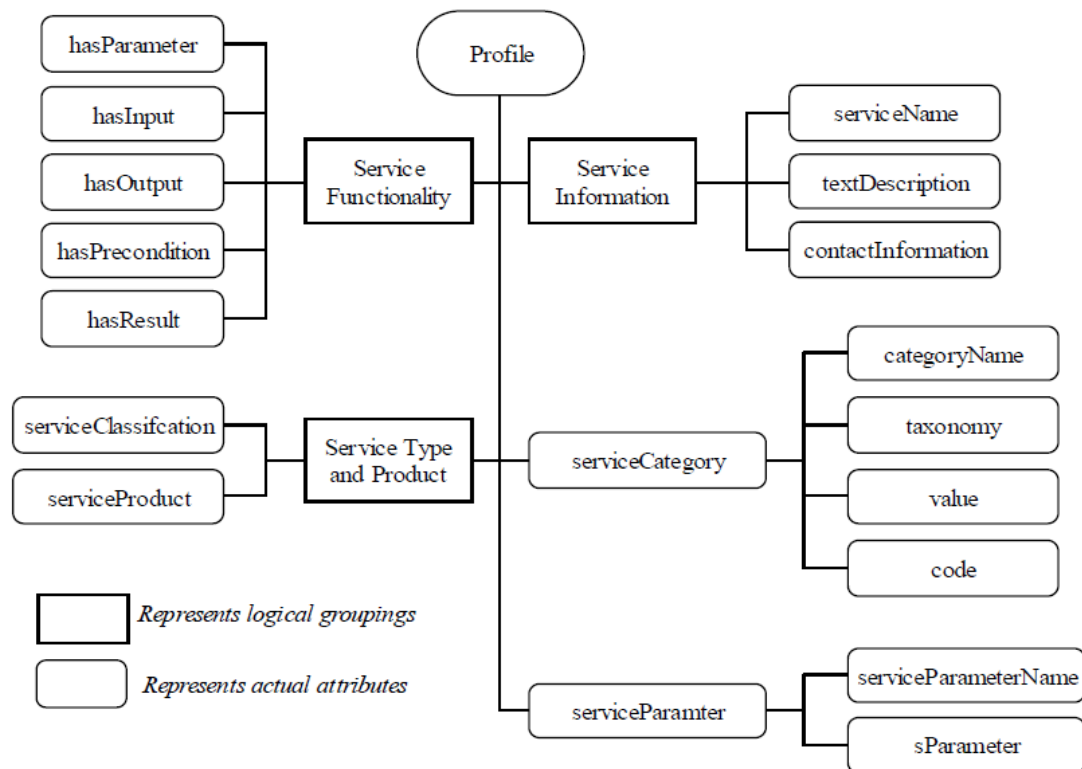 Profile
hasParameter
hasInput
hasOutput
hasPrecondition
hasResult
Service
Functionality
Service
Information
serviceName
textDescription
contactInformation
serviceClassifcation
serviceProduct
Service Type
and Product
serviceCategory
categoryName
taxonomy
value
code
Represents logical groupings
Represents actual attributes
serviceParamter
serviceParameterName
sParameter